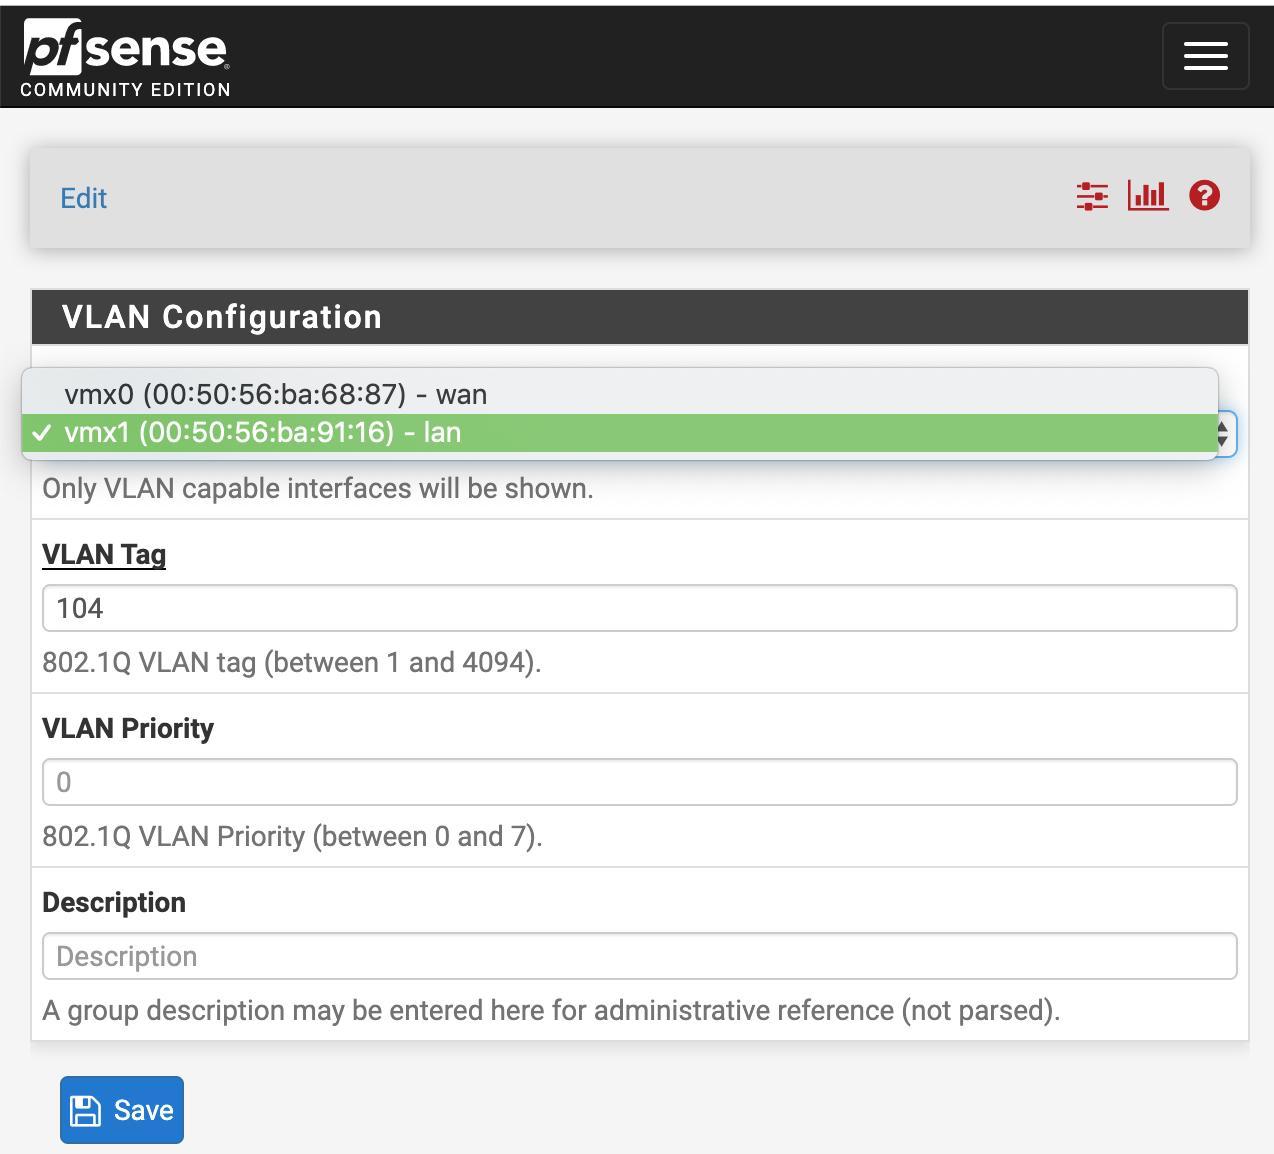 pfsense
COMMUNITY EDITION
Edit
VLAN Configuration
vmx0 (00:50:56:ba:68:87) - wan
✓ vmx1 (00:50:56:ba:91:16) - lan
Only VLAN capable interfaces will be shown.
VLAN Tag
104
802.1Q VLAN tag (between 1 and 4094).
VLAN Priority
0
802.1Q VLAN Priority (between 0 and 7).
Description
Description
A group description may be entered here for administrative reference (not parsed).
Save